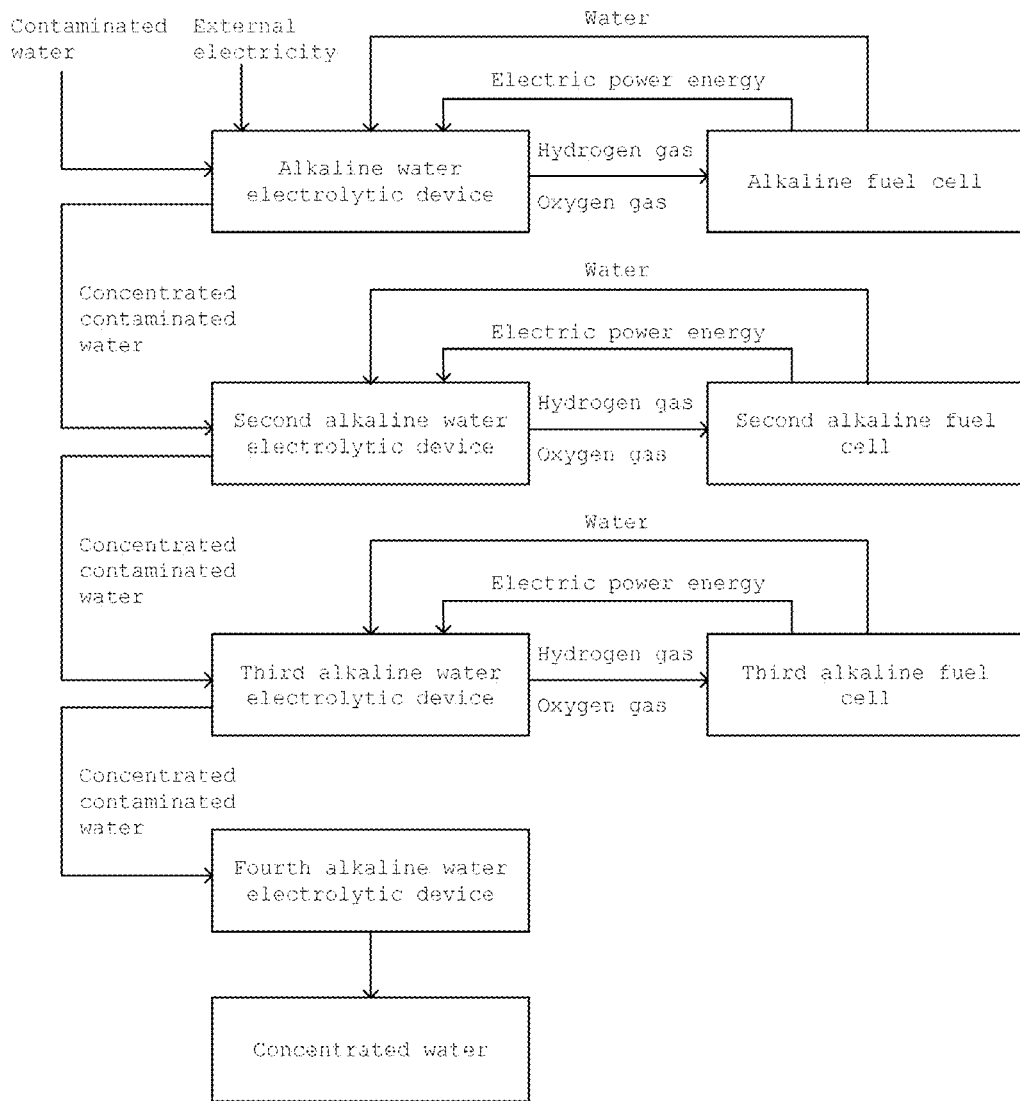 Contaminated
water
External
electricity
Water
Electric power energy
Alkaline water
electrolytic device
Hydrogen gas
Oxygen gas
Alkaline fuel cell
Concentrated
contaminated
water
Water
Electric power energy
Second alkaline water
electrolytic device
Hydrogen gas
Oxygen gas
Second alkaline fuel
cell
Concentrated
contaminated
water
Water
Electric power energy
Third alkaline water
electrolytic device
Hydrogen gas
Oxygen gas
Third alkaline fuel
cell
Concentrated
contaminated
water
Fourth alkaline water
electrolytic device
Concentrated water